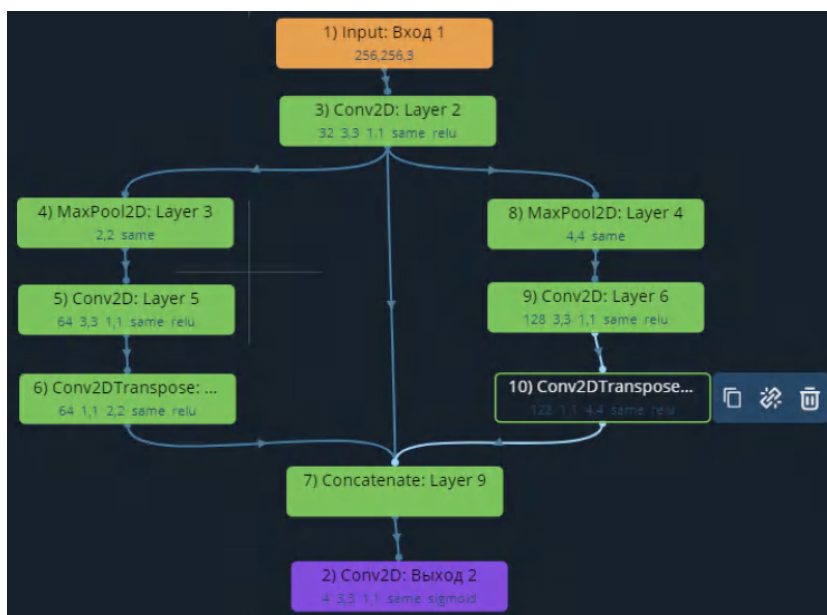 1) Input: Вход 1
256,256,3
3) Conv2D: Layer 2
32 3,3 1,1 same relu
4) MaxPool2D: Layer 3
2,2 same
8) MaxPool2D: Layer 4
4,4 same
5) Conv2D: Layer 5
64 3,3 1,1 same relu
9) Conv2D: Layer 6
128 3,3 1,1 same relu
6) Conv2DTranspose: ...
64 1,1 2,2 same relu
10) Conv2DTranspose...
1,1 4,4 same relu
7) Concatenate: Layer 9
2) Conv2D: Выход 2
4 3,3 1,1 same sigmoid